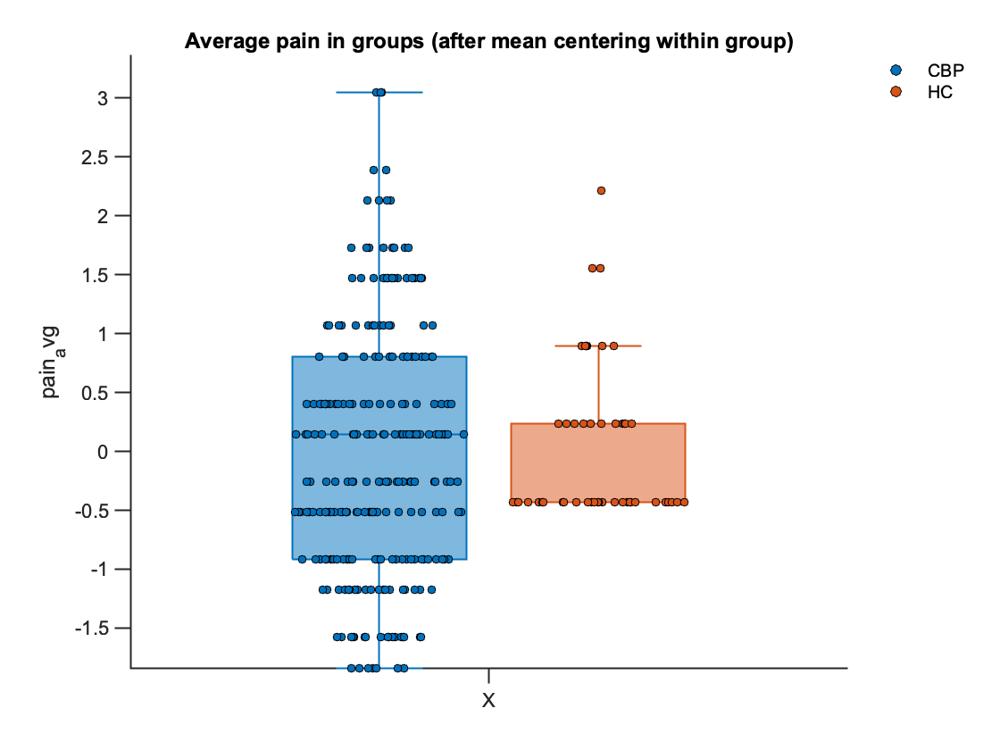 Average pain in groups (after mean centering within group)
CBP
HC
3
2.5
2
1.5
1
0.5
0
-0.5
-1
-1.5
pain_avg
X